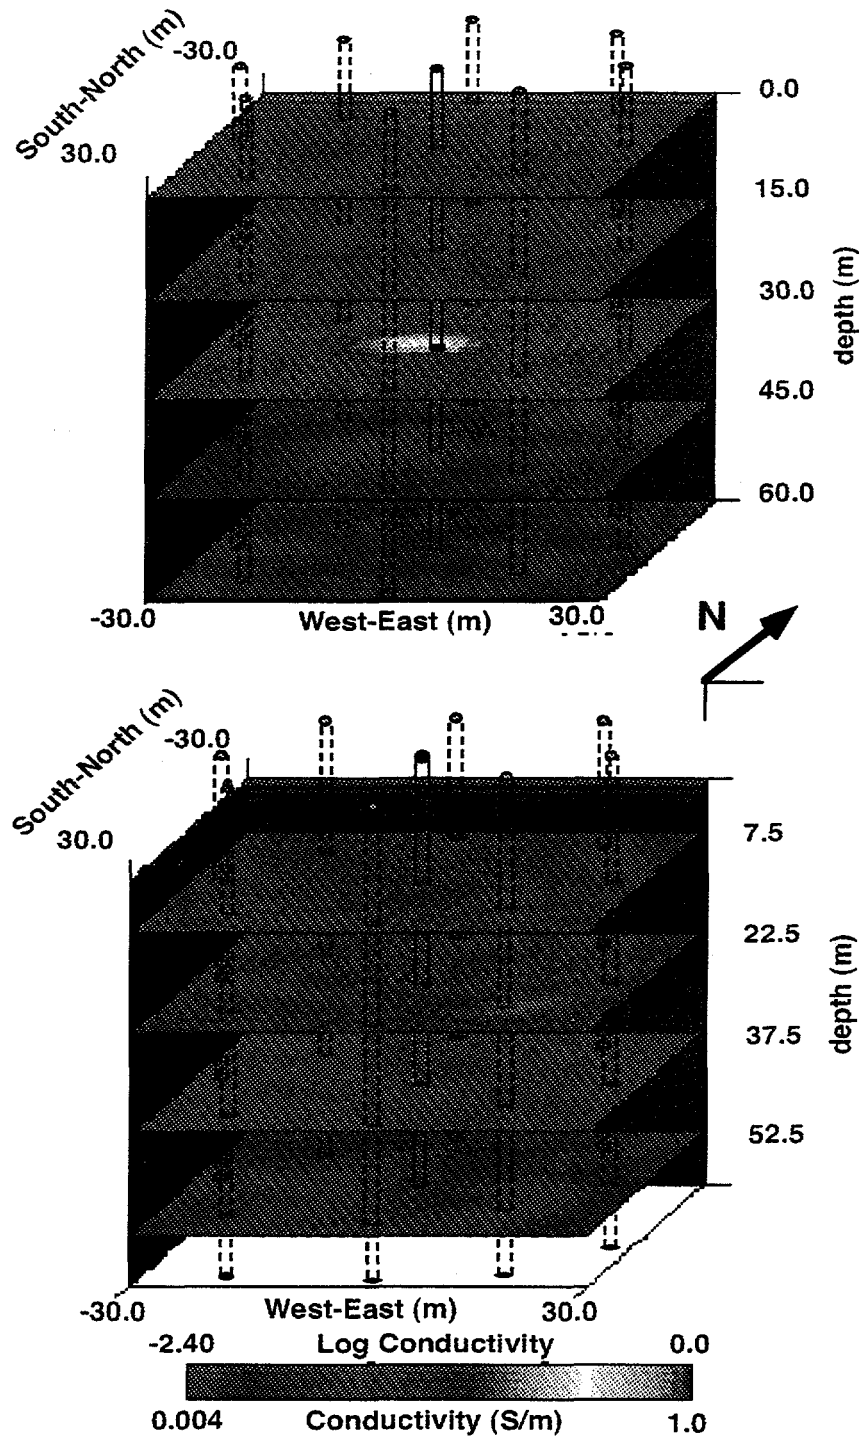 South-North (m)
-30.0
30.0
0.0
15.0
30.0
45.0
60.0
depth (m)
-30.0
West-East (m)
30.0
N
South-North (m)
-30.0
30.0
7.5
22.5
37.5
52.5
depth (m)
-30.0
West-East (m)
30.0
-2.40
Log Conductivity
0.0
0.004
Conductivity (S/m)
1.0